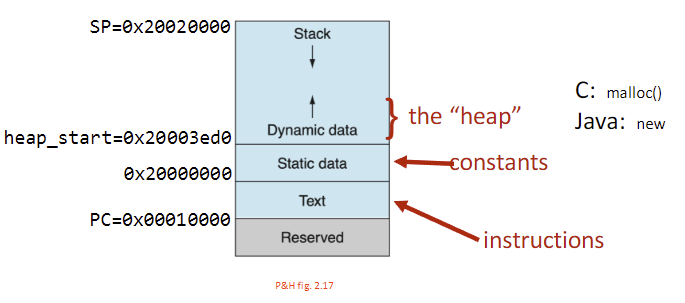 SP=0x20020000
Stack
Dynamic data
the “heap”
C: malloc()
Java: new
heap_start=0x20003ed0
Static data
constants
0x20000000
Text
PC=0x00010000
Reserved
instructions
P&H fig. 2.17